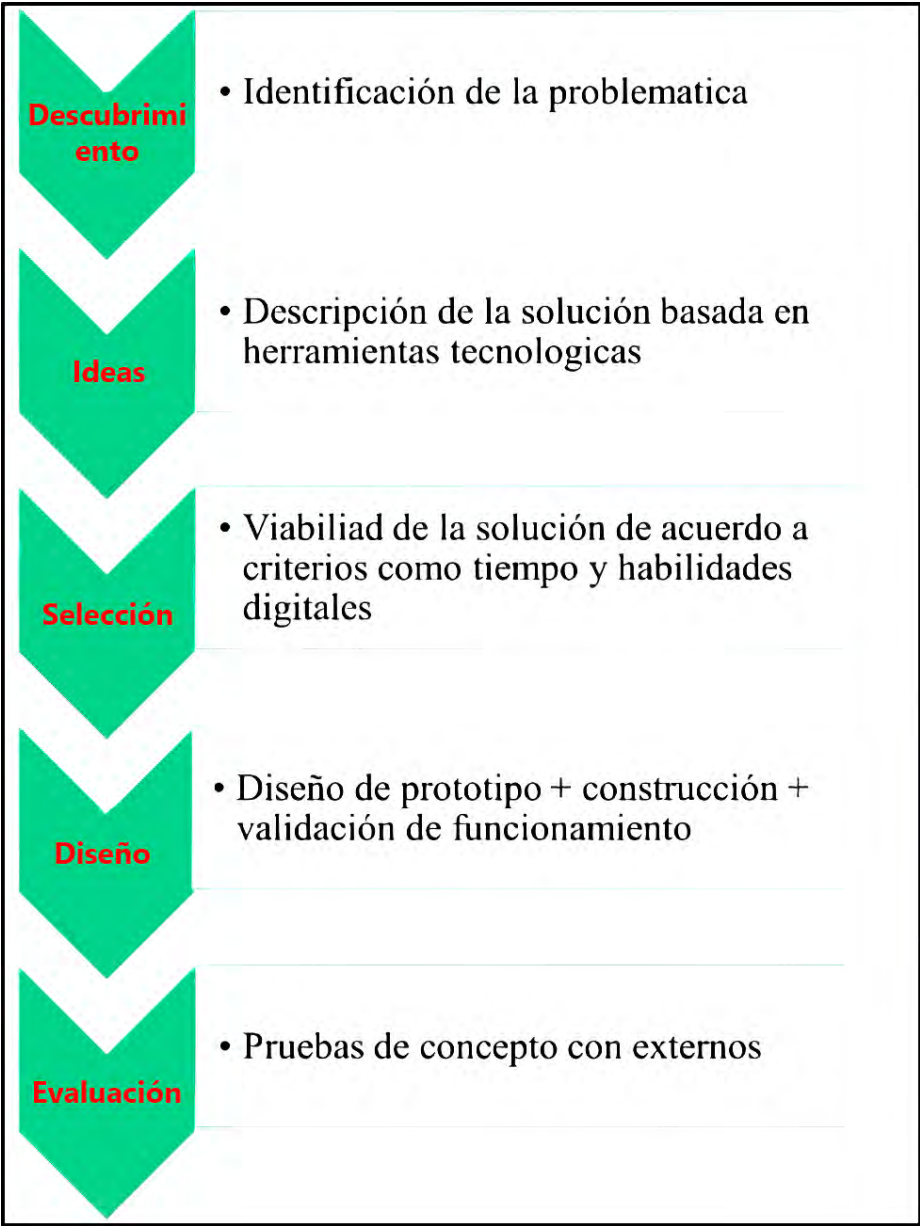 Descubrimi
ento
• Identificación de la problematica
Ideas
• Descripción de la solución basada en
herramientas tecnologicas
Selección
• Viabiliad de la solución de acuerdo a
criterios como tiempo y habilidades
digitales
Diseño
• Diseño de prototipo + construcción +
validación de funcionamiento
Evaluación
• Pruebas de concepto con externos